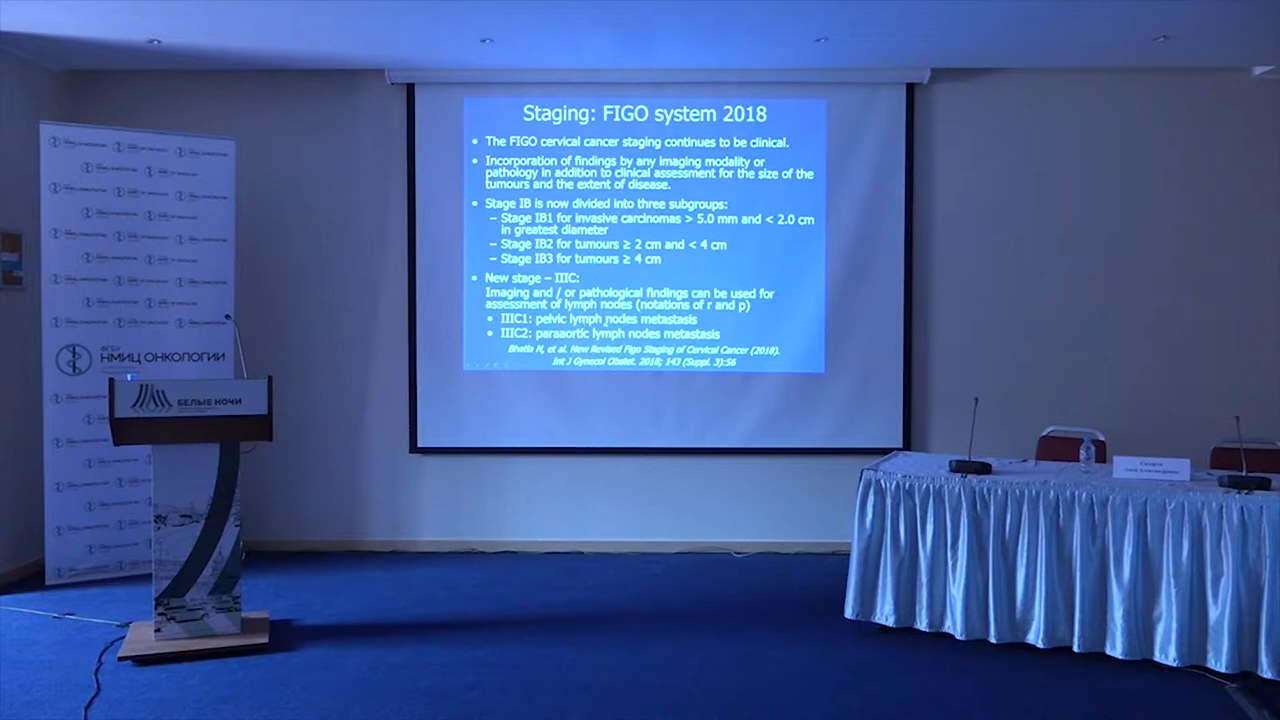 Staging: FIGO system 2018
• The FIGO cervical cancer staging continues to be clinical.
• Incorporation of findings by any imaging modality or
pathology in addition to clinical assessment for the size of the
tumours and the extent of disease.
• Stage IB is now divided into three subgroups:
– Stage IB1 for invasive carcinomas > 5.0 mm and < 2.0 cm
in greatest diameter
– Stage IB2 for tumours ≥ 2 cm and < 4 cm
– Stage IB3 for tumours ≥ 4 cm
• New stage – IIIC:
Imaging and / or pathological findings can be used for
assessment of lymph nodes (notations of r and p)
• IIIC1: pelvic lymph nodes metastasis
• IIIC2: paraaortic lymph nodes metastasis
Bhatla N, et al. New Revised Figo Staging of Cervical Cancer (2018).
Int J Gynecol Obstet. 2018; 143 (Suppl. 3):56
НМИЦ ОНКОЛОГИИ
ФГБУ
НМИЦ ОНКОЛОГИИ
БЕЛЫЕ НОЧИ